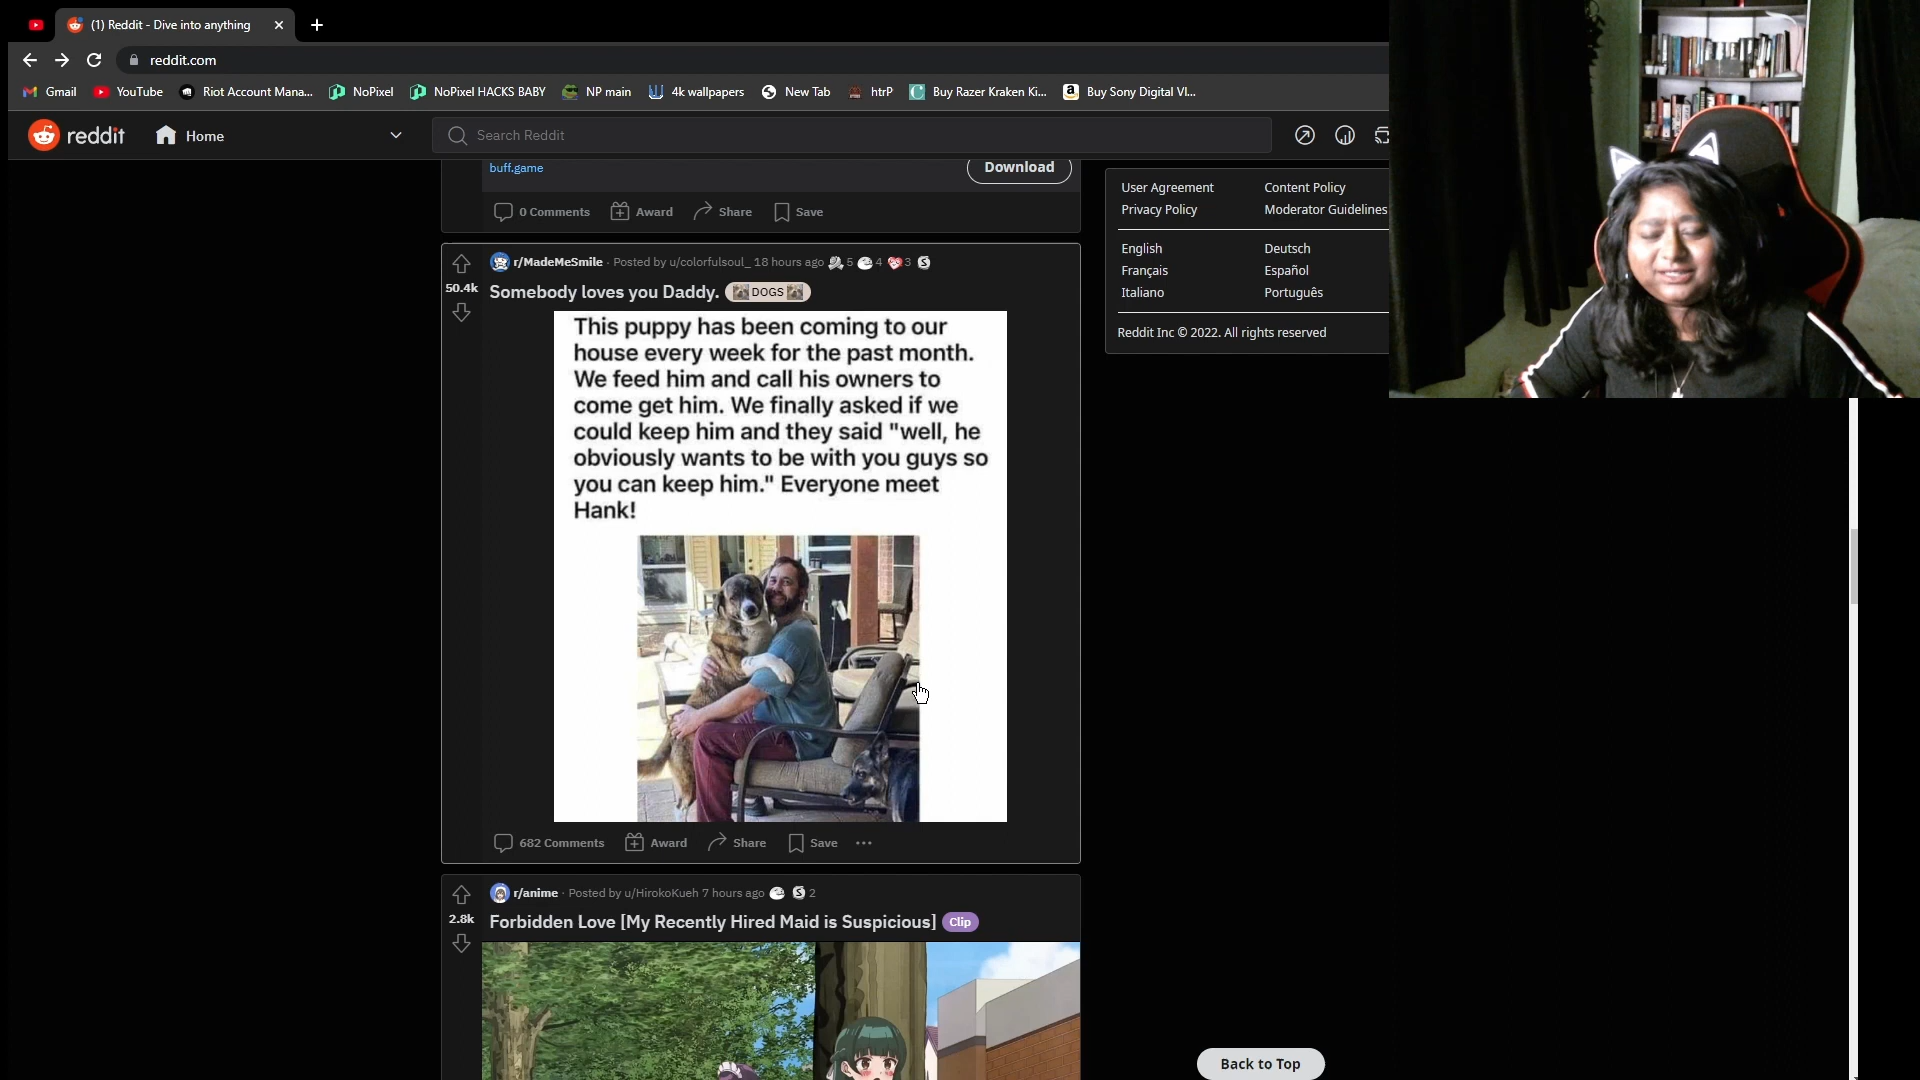 (1) Reddit - Dive into anything
reddit.com
Gmail YouTube Riot Account Mana... NoPixel NoPixel HACKS BABY NP main 4k wallpapers New Tab htrP Buy Razer Kraken Ki... Buy Sony Digital Vl...
reddit Home Search Reddit
buff.game Download
0 Comments Award Share Save
User Agreement Content Policy
Privacy Policy Moderator Guidelines
English Deutsch
Français Español
Italiano Português
Reddit Inc © 2022. All rights reserved
r/MadeMeSmile · Posted by u/colorfulsoul_ 18 hours ago 5 4 3
50.4k
Somebody loves you Daddy. DOGS
This puppy has been coming to our
house every week for the past month.
We feed him and call his owners to
come get him. We finally asked if we
could keep him and they said "well, he
obviously wants to be with you guys so
you can keep him." Everyone meet
Hank!
682 Comments Award Share Save
r/anime · Posted by u/HirokoKueh 7 hours ago 2
2.8k
Forbidden Love [My Recently Hired Maid is Suspicious] Clip
Back to Top